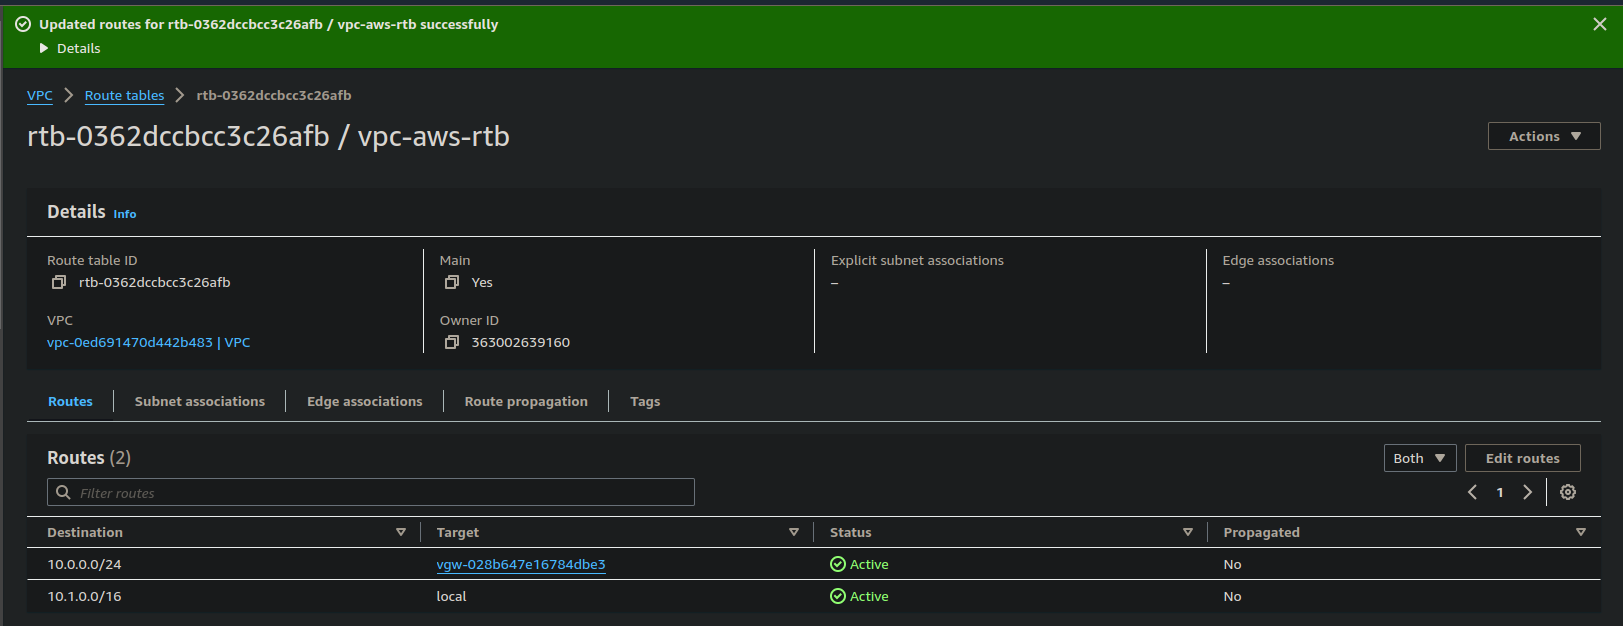 Updated routes for rtb-0362dccbcc3c26afb / vpc-aws-rtb successfully
Details
VPC Route tables rtb-0362dccbcc3c26afb
rtb-0362dccbcc3c26afb / vpc-aws-rtb
Actions
Details Info
Route table ID
rtb-0362dccbcc3c26afb
VPC
vpc-0ed691470d442b483 | VPC
Main
Yes
Owner ID
363002639160
Explicit subnet associations
–
Edge associations
–
Routes Subnet associations Edge associations Route propagation Tags
Routes (2)
Both Edit routes
Filter routes
1
Destination Target Status Propagated
10.0.0.0/24 vgw-028b647e16784dbe3 Active No
10.1.0.0/16 local Active No